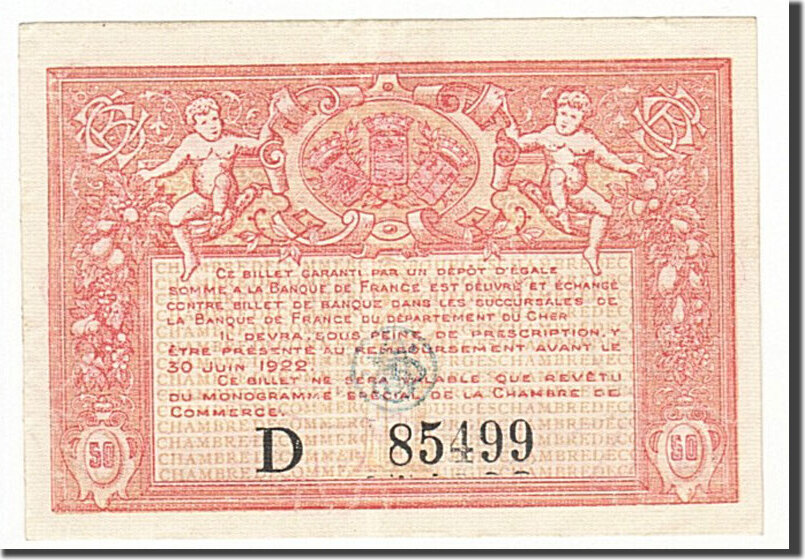 CE BILLET GARANTI PAR UN DÉPÔT D'ÉGALE
SOMME A LA BANQUE DE FRANCE EST DÉLIVRÉ ET ÉCHANGÉ
CONTRE BILLET DE BANQUE DANS LES SUCCURSALES DE
LA BANQUE DE FRANCE DU DÉPARTEMENT DU CHER
IL DEVRA, SOUS PEINE DE PRESCRIPTION, Y
ÊTRE PRÉSENTÉ AU REMBOURSEMENT AVANT LE
30 JUIN 1922.
CE BILLET NE SERA VALABLE QUE REVÊTU
DU MONOGRAMME SPÉCIAL DE LA CHAMBRE DE
COMMERCE.
D 85499
50 50